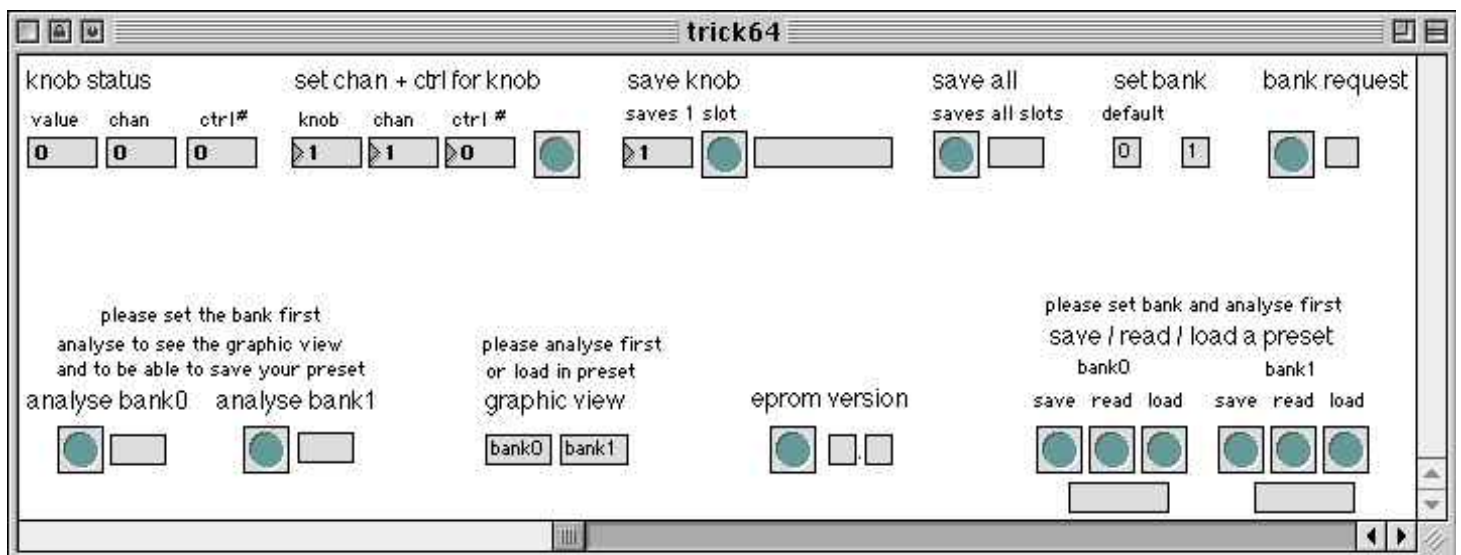 trick64
knob status set chan + ctrl for knob save knob save all set bank bank request
value chan ctrl# knob chan ctrl # saves 1 slot saves all slots default
0 0 0 1 1 0 1 0 1
please set the bank first
analyse to see the graphic view
and to be able to save your preset
analyse bank0 analyse bank1
please analyse first
or load in preset
graphic view
bank0 bank1
eprom version
.
please set bank and analyse first
save / read / load a preset
bank0 bank1
save read load save read load